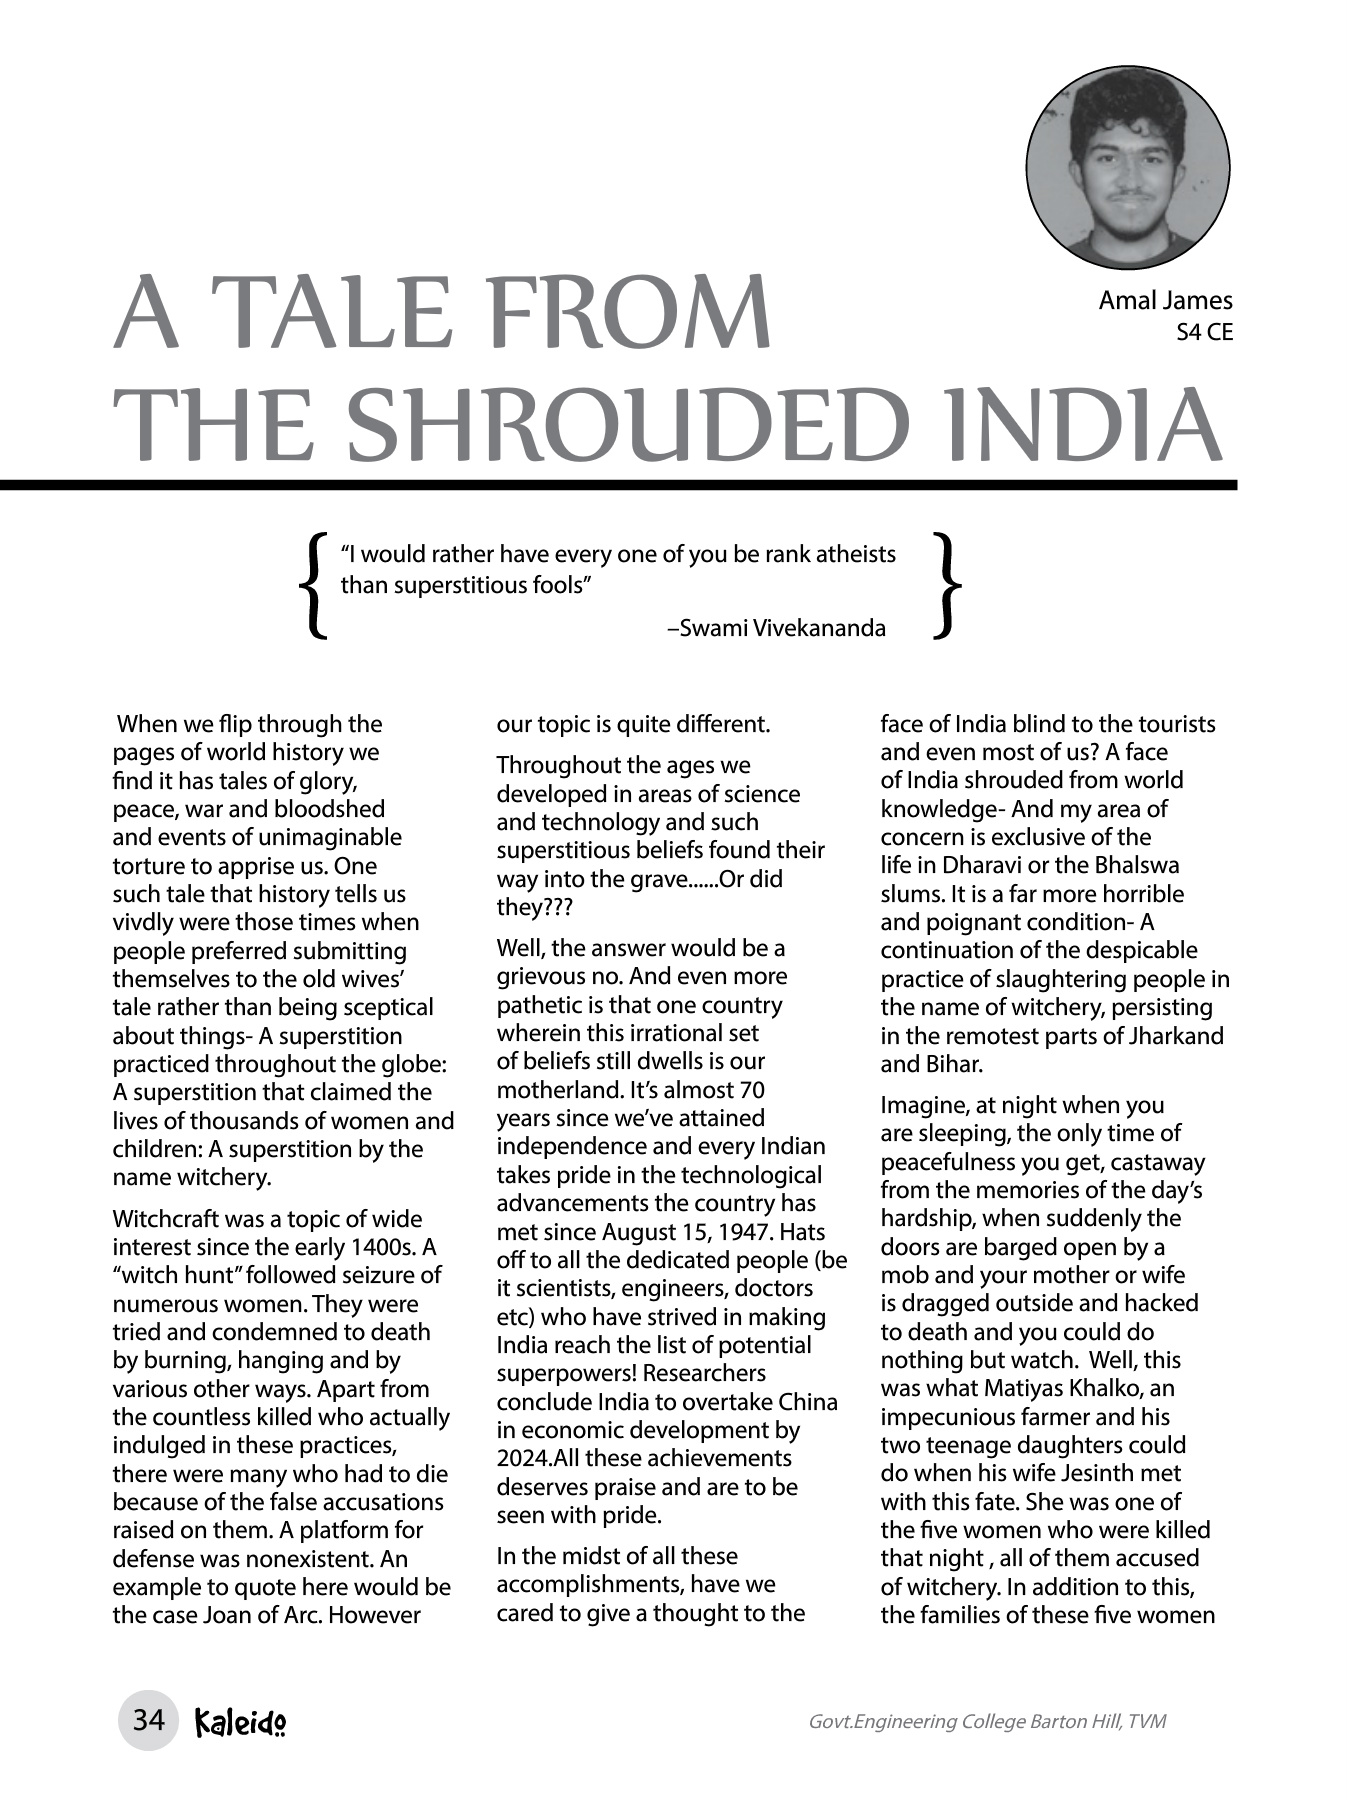 Amal James
S4 CE
A TALE FROM
THE SHROUDED INDIA
“I would rather have every one of you be rank atheists
than superstitious fools”
–Swami Vivekananda
When we flip through the
pages of world history we
find it has tales of glory,
peace, war and bloodshed
and events of unimaginable
torture to apprise us. One
such tale that history tells us
vivdly were those times when
people preferred submitting
themselves to the old wives’
tale rather than being sceptical
about things- A superstition
practiced throughout the globe:
A superstition that claimed the
lives of thousands of women and
children: A superstition by the
name witchery.
Witchcraft was a topic of wide
interest since the early 1400s. A
“witch hunt” followed seizure of
numerous women. They were
tried and condemned to death
by burning, hanging and by
various other ways. Apart from
the countless killed who actually
indulged in these practices,
there were many who had to die
because of the false accusations
raised on them. A platform for
defense was nonexistent. An
example to quote here would be
the case Joan of Arc. However
our topic is quite different.
Throughout the ages we
developed in areas of science
and technology and such
superstitious beliefs found their
way into the grave......Or did
they???
Well, the answer would be a
grievous no. And even more
pathetic is that one country
wherein this irrational set
of beliefs still dwells is our
motherland. It’s almost 70
years since we’ve attained
independence and every Indian
takes pride in the technological
advancements the country has
met since August 15, 1947. Hats
off to all the dedicated people (be
it scientists, engineers, doctors
etc) who have strived in making
India reach the list of potential
superpowers! Researchers
conclude India to overtake China
in economic development by
2024.All these achievements
deserves praise and are to be
seen with pride.
In the midst of all these
accomplishments, have we
cared to give a thought to the
face of India blind to the tourists
and even most of us? A face
of India shrouded from world
knowledge- And my area of
concern is exclusive of the
life in Dharavi or the Bhalswa
slums. It is a far more horrible
and poignant condition- A
continuation of the despicable
practice of slaughtering people in
the name of witchery, persisting
in the remotest parts of Jharkand
and Bihar.
Imagine, at night when you
are sleeping, the only time of
peacefulness you get, castaway
from the memories of the day’s
hardship, when suddenly the
doors are barged open by a
mob and your mother or wife
is dragged outside and hacked
to death and you could do
nothing but watch.  Well, this
was what Matiyas Khalko, an
impecunious farmer and his
two teenage daughters could
do when his wife Jesinth met
with this fate. She was one of
the five women who were killed
that night , all of them accused
of witchery. In addition to this,
the families of these five women
34 Kaleido
Govt.Engineering College Barton Hill, TVM